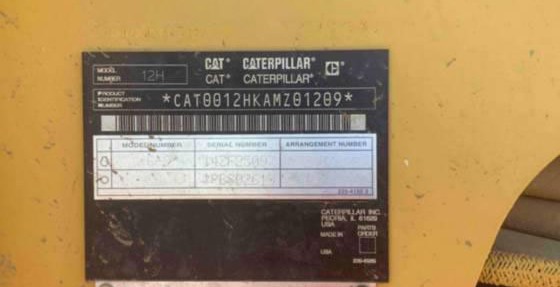 CAT® CATERPILLAR® C®
MODEL NUMBER 12H
CAT® CATERPILLAR®
PRODUCT IDENTIFICATION NUMBER *CAT0012HKAMZ01209*
MODEL NUMBER SERIAL NUMBER ARRANGEMENT NUMBER
CATERPILLAR INC.
PEORIA, IL 61629
USA
PARTS ORDER
MADE IN
USA